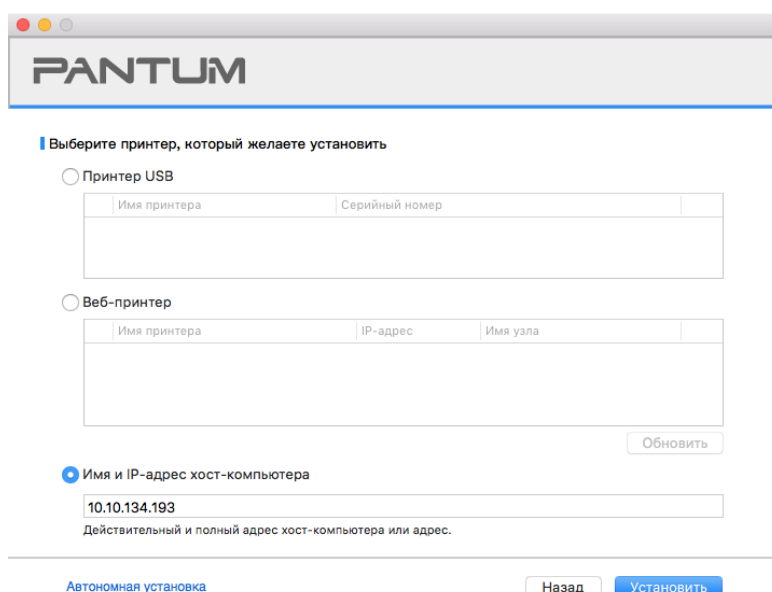 PANTUM
Выберите принтер, который желаете установить
Принтер USB
Имя принтера Серийный номер
Веб-принтер
Имя принтера IP-адрес Имя узла
Обновить
Имя и IP-адрес хост-компьютера
10.10.134.193
Действительный и полный адрес хост-компьютера или адрес.
Автономная установка Назад Установить